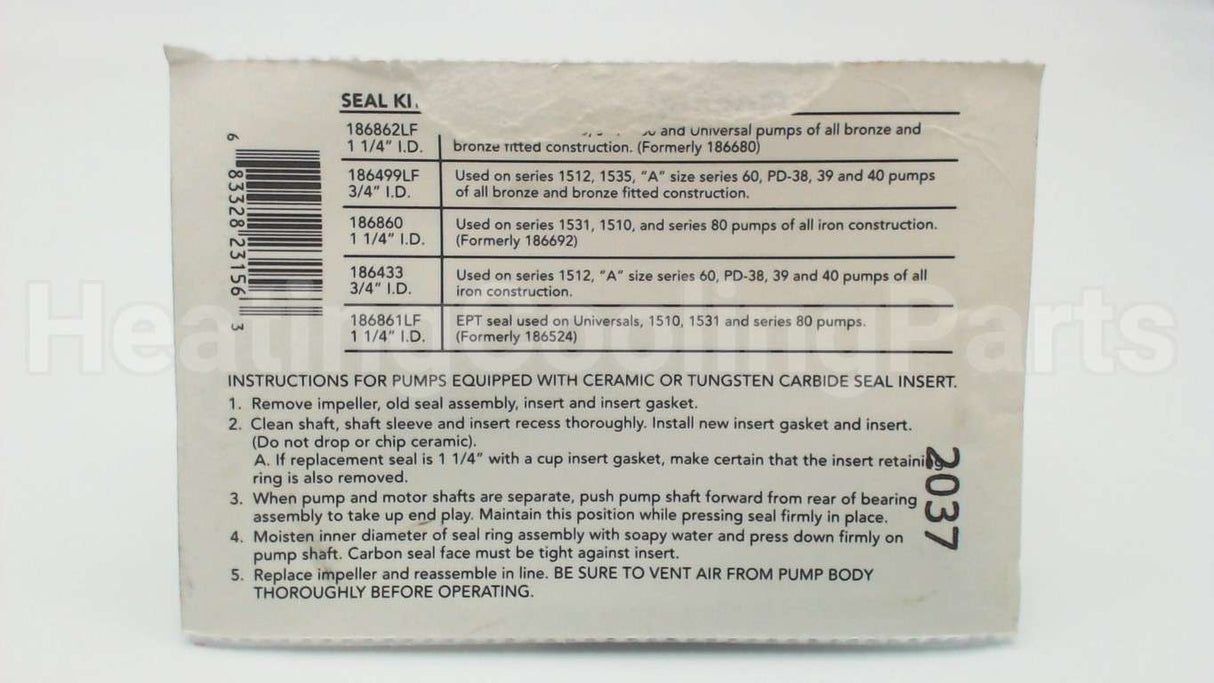 SEAL KI
186862LF
1 1/4" I.D.
and Universal pumps of all bronze and
bronze fitted construction. (Formerly 186680)
186499LF
3/4" I.D.
Used on series 1512, 1535, "A" size series 60, PD-38, 39 and 40 pumps
of all bronze and bronze fitted construction.
186860
1 1/4" I.D.
Used on series 1531, 1510, and series 80 pumps of all iron construction.
(Formerly 186692)
186433
3/4" I.D.
Used on series 1512, "A" size series 60, PD-38, 39 and 40 pumps of all
iron construction.
186861LF
1 1/4" I.D.
EPT seal used on Universals, 1510, 1531 and series 80 pumps.
(Formerly 186524)
6 83328 23156 3
HeatingCoolingParts
INSTRUCTIONS FOR PUMPS EQUIPPED WITH CERAMIC OR TUNGSTEN CARBIDE SEAL INSERT.
1. Remove impeller, old seal assembly, insert and insert gasket.
2. Clean shaft, shaft sleeve and insert recess thoroughly. Install new insert gasket and insert.
(Do not drop or chip ceramic).
A. If replacement seal is 1 1/4" with a cup insert gasket, make certain that the insert retaining
ring is also removed.
3. When pump and motor shafts are separate, push pump shaft forward from rear of bearing
assembly to take up end play. Maintain this position while pressing seal firmly in place.
4. Moisten inner diameter of seal ring assembly with soapy water and press down firmly on
pump shaft. Carbon seal face must be tight against insert.
5. Replace impeller and reassemble in line. BE SURE TO VENT AIR FROM PUMP BODY
THOROUGHLY BEFORE OPERATING.
2037